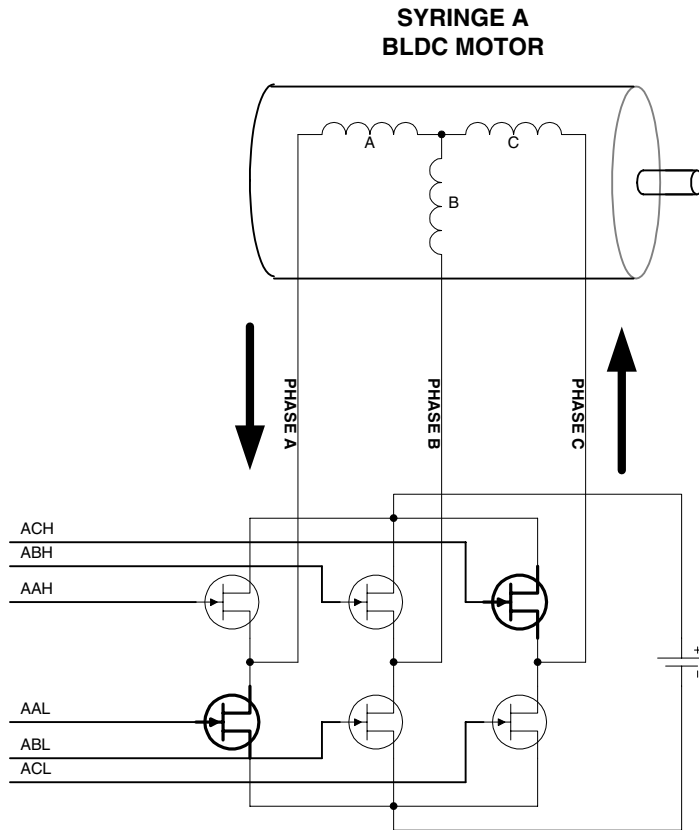 SYRINGE A
BLDC MOTOR
A
C
B
PHASE A
PHASE B
PHASE C
ACH
ABH
AAH
+
-
AAL
ABL
ACL